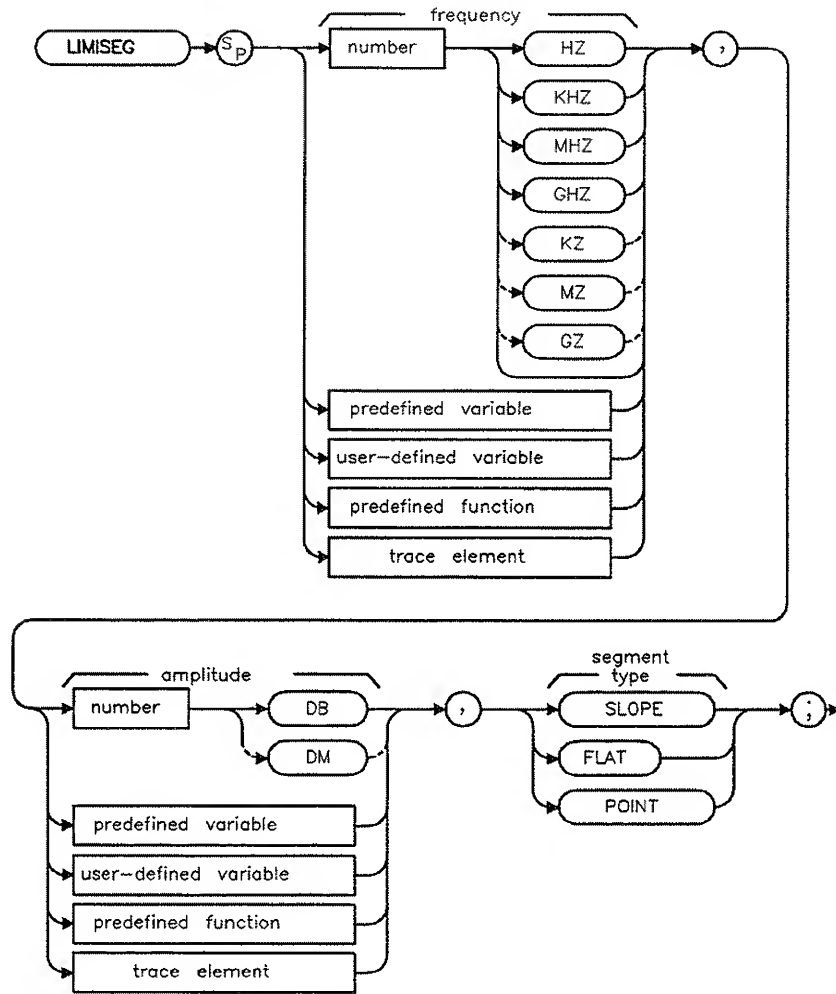 frequency
LIMISEG
SP
number
HZ
,
KHZ
MHZ
GHZ
KZ
MZ
GZ
predefined variable
user-defined variable
predefined function
trace element
amplitude
segment
type
number
DB
,
SLOPE
;
DM
FLAT
POINT
predefined variable
user-defined variable
predefined function
trace element